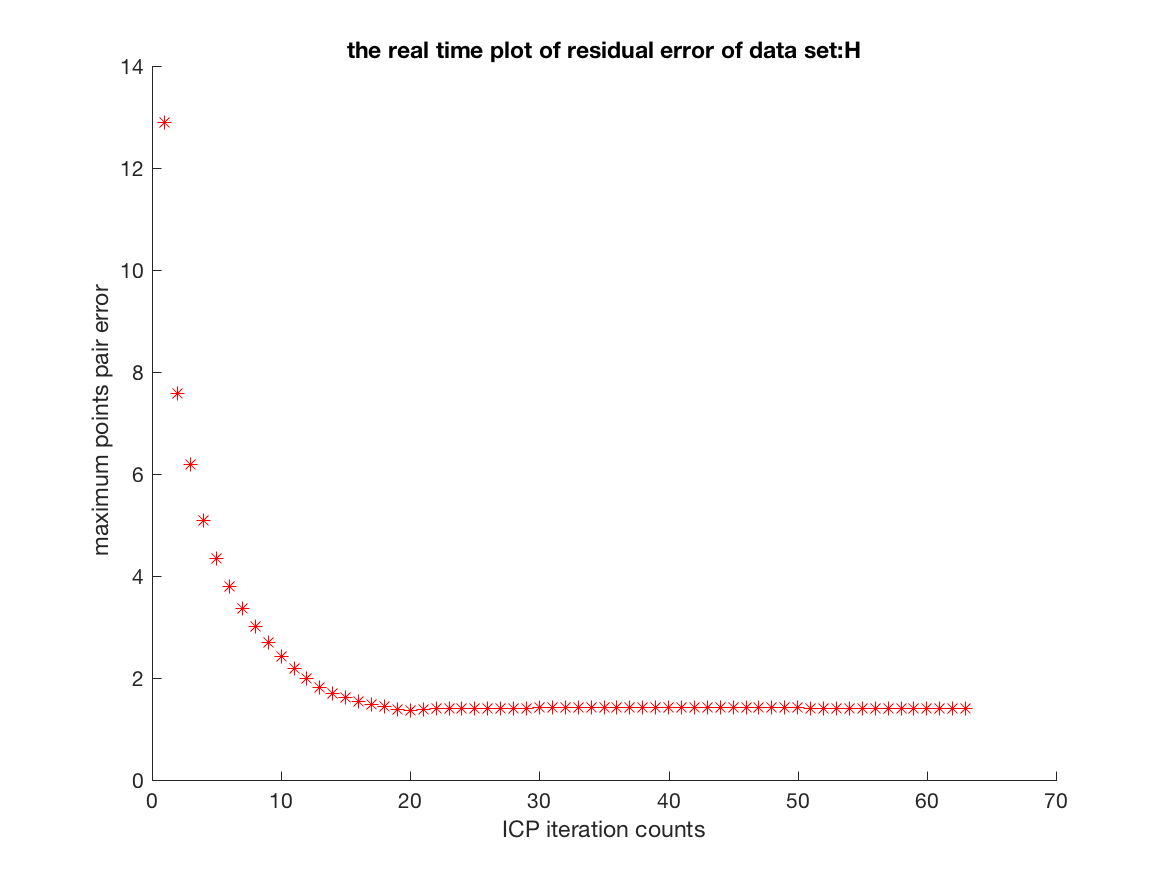 the real time plot of residual error of data set:H
14
12
10
8
6
4
2
0
maximum points pair error
0 10 20 30 40 50 60 70
ICP iteration counts